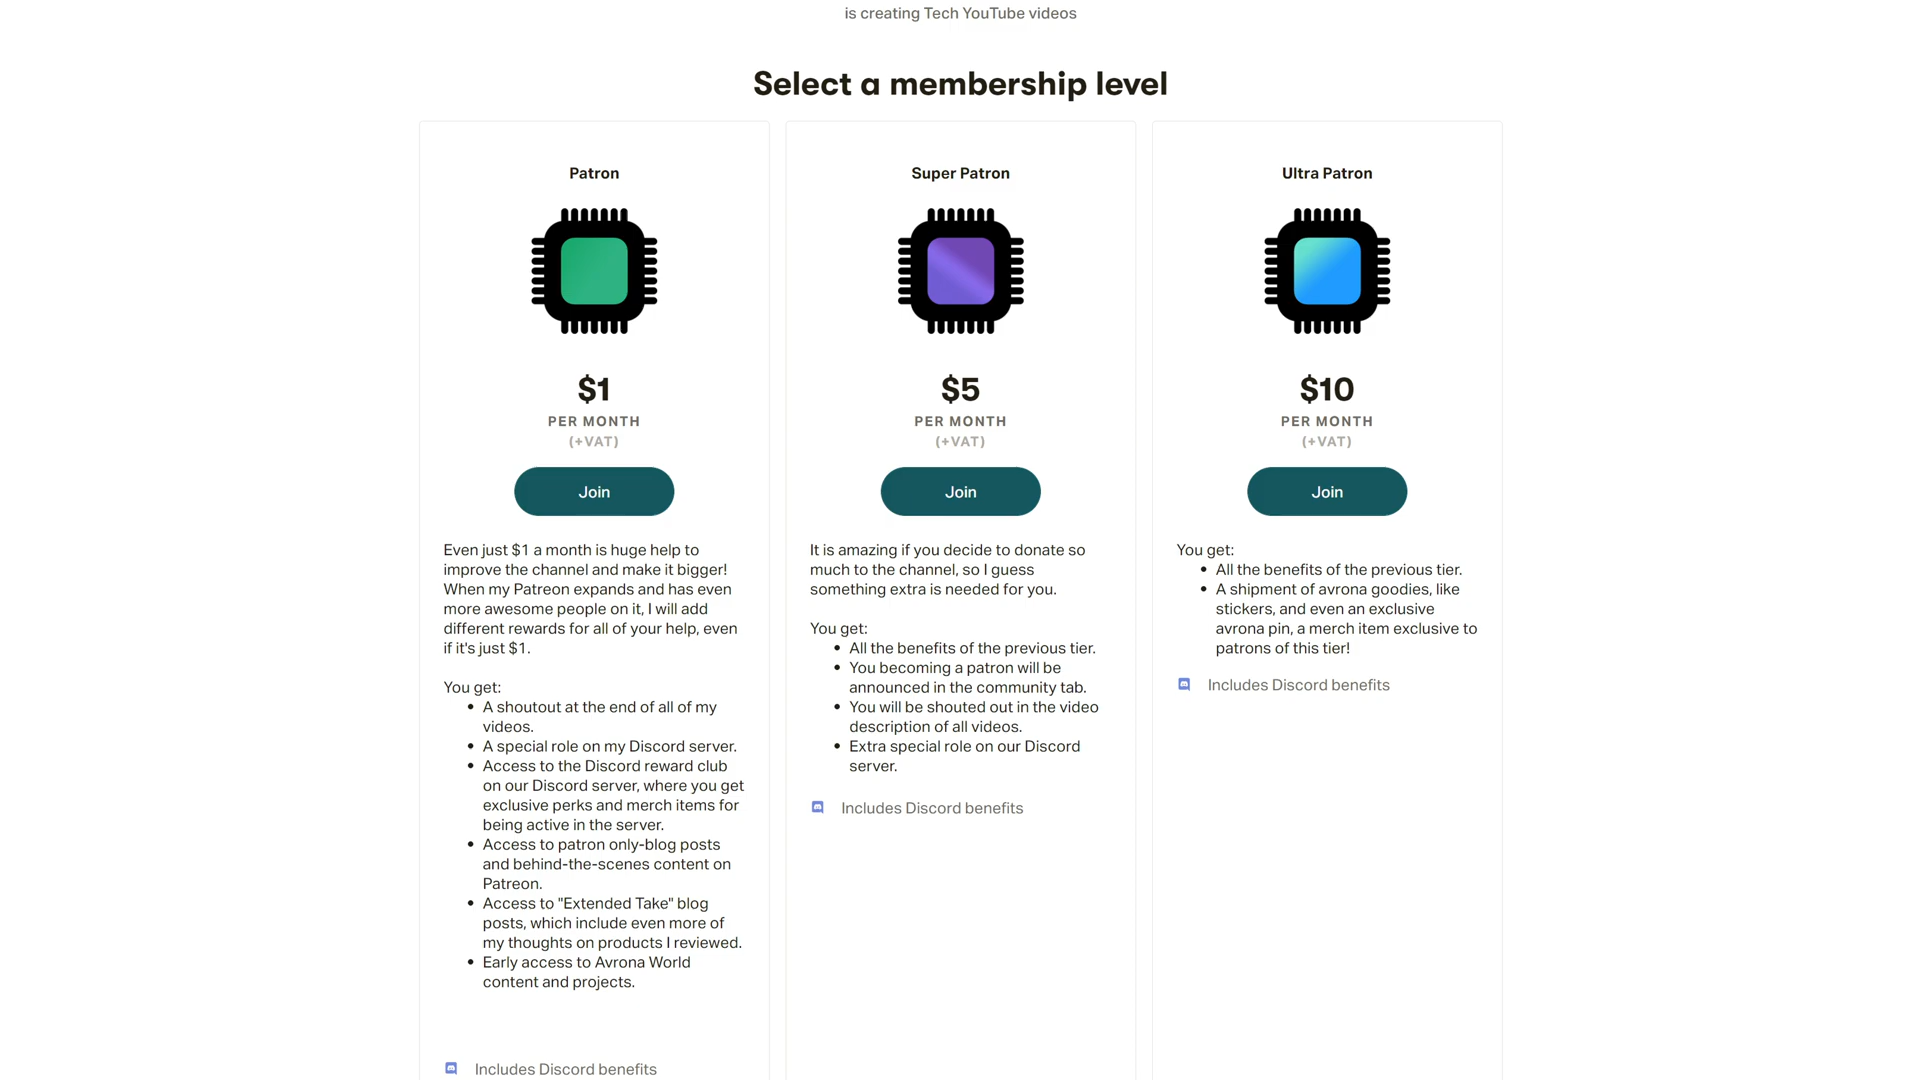 is creating Tech YouTube videos
Select a membership level
Patron
$1
PER MONTH
(+VAT)
Join
Even just $1 a month is huge help to
improve the channel and make it bigger!
When my Patreon expands and has even
more awesome people on it, I will add
different rewards for all of your help, even
if it's just $1.
You get:
A shoutout at the end of all of my
videos.
A special role on my Discord server.
Access to the Discord reward club
on our Discord server, where you get
exclusive perks and merch items for
being active in the server.
Access to patron only-blog posts
and behind-the-scenes content on
Patreon.
Access to "Extended Take" blog
posts, which include even more of
my thoughts on products I reviewed.
Early access to Avrona World
content and projects.
Includes Discord benefits
Super Patron
$5
PER MONTH
(+VAT)
Join
It is amazing if you decide to donate so
much to the channel, so I guess
something extra is needed for you.
You get:
All the benefits of the previous tier.
You becoming a patron will be
announced in the community tab.
You will be shouted out in the video
description of all videos.
Extra special role on our Discord
server.
Includes Discord benefits
Ultra Patron
$10
PER MONTH
(+VAT)
Join
You get:
All the benefits of the previous tier.
A shipment of avrona goodies, like
stickers, and even an exclusive
avrona pin, a merch item exclusive to
patrons of this tier!
Includes Discord benefits